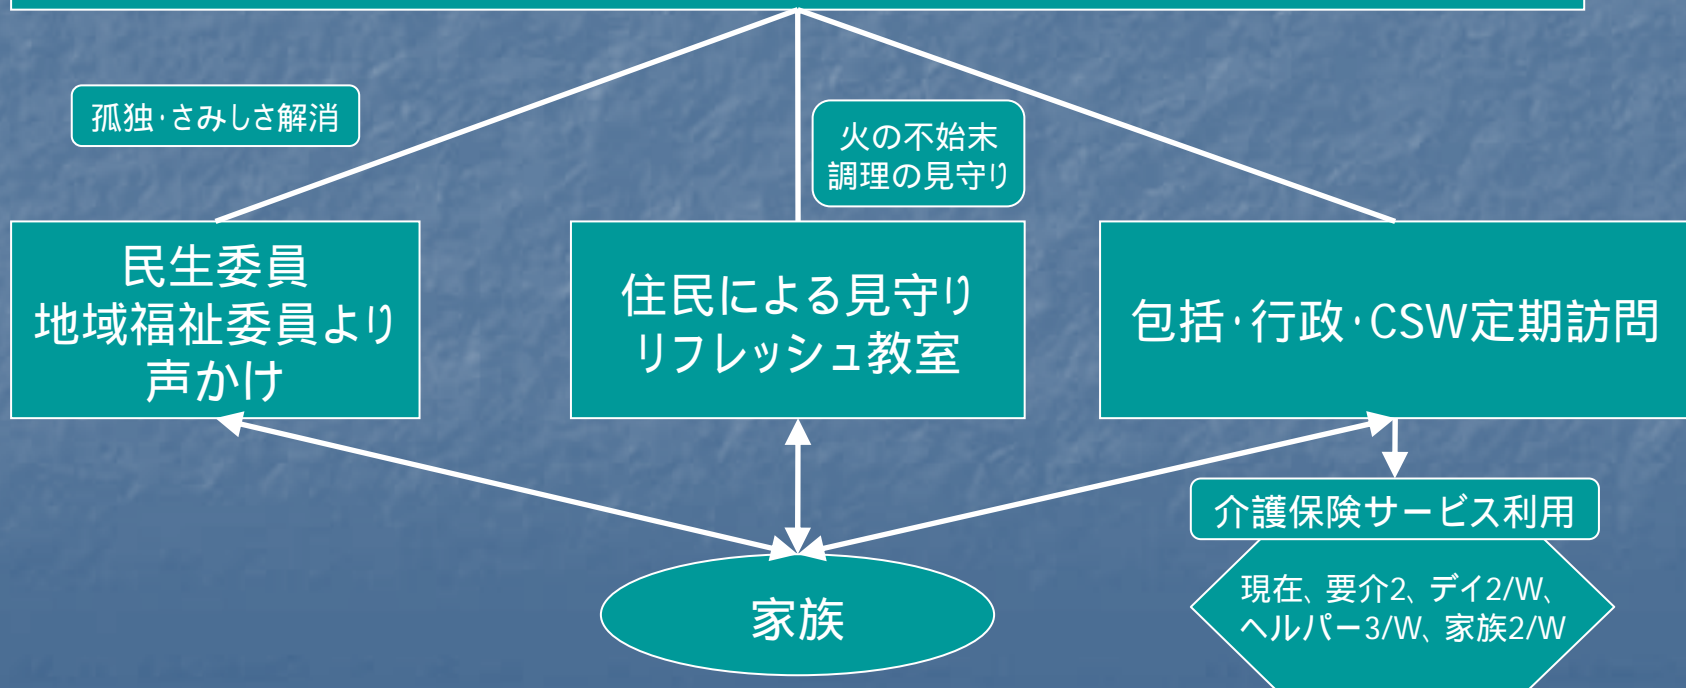 孤独・さみしさ解消
火の不始末
調理の見守り
民生委員
地域福祉委員より
声かけ
住民による見守り
リフレッシュ教室
包括・行政・CSW定期訪問
介護保険サービス利用
現在、要介2、デイ2/W、
ヘルパー3/W、家族2/W
家族